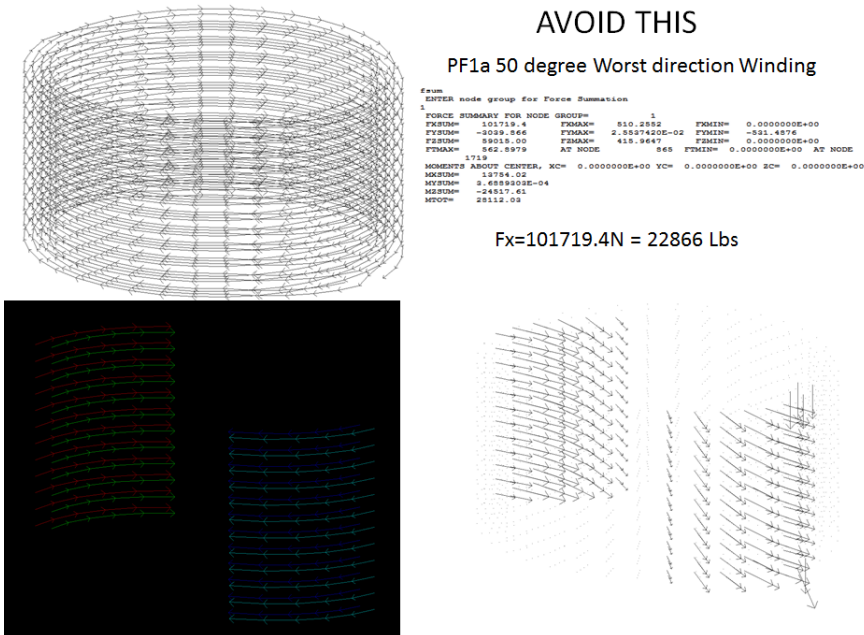 AVOID THIS
PF1a 50 degree Worst direction Winding
fsum
ENTER node group for Force Summation
1
FORCE SUMMARY FOR NODE GROUP= 1
FXSUM= 101719.4 FXMAX= 510.2552 FXMIN= 0.0000000E+00
FYSUM= -3039.566 FYMAX= 2.5537420E-02 FYMIN= -531.4576
FZSUM= 59015.00 FZMAX= 415.9647 FZMIN= 0.0000000E+00
FTMAX= 562.5979 AT NODE 565 FTMIN= 0.0000000E+00 AT NODE
1719
MOMENTS ABOUT CENTER, XC= 0.0000000E+00 YC= 0.0000000E+00 ZC= 0.0000000E+00
MXSUM= 13754.02
MYSUM= 3.6559303E-04
MZSUM= -24517.61
MTOT= 28112.03
Fx=101719.4N = 22866 Lbs